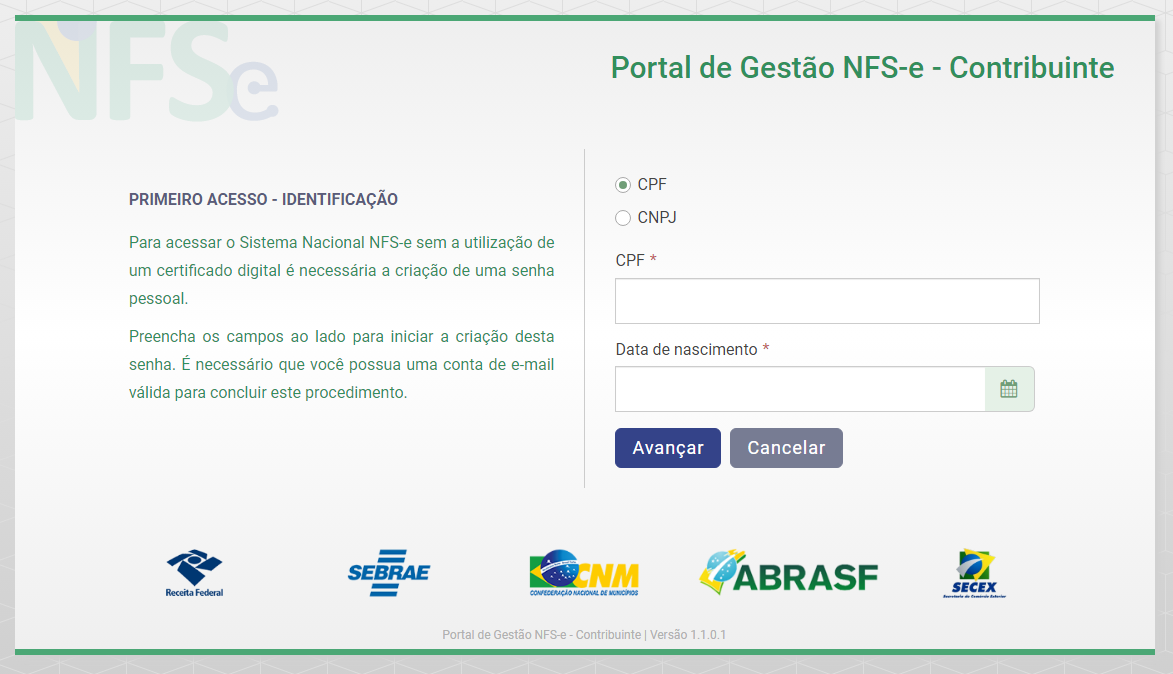 NFSe
Portal de Gestão NFS-e - Contribuinte
PRIMEIRO ACESSO - IDENTIFICAÇÃO
Para acessar o Sistema Nacional NFS-e sem a utilização de
um certificado digital é necessária a criação de uma senha
pessoal.
Preencha os campos ao lado para iniciar a criação desta
senha. É necessário que você possua uma conta de e-mail
válida para concluir este procedimento.
CPF
CNPJ
CPF *
Data de nascimento *
Avançar Cancelar
Receita Federal
SEBRAE
CNM
CONFEDERAÇÃO NACIONAL DE MUNICÍPIOS
ABRASF
SECEX
Secretaria de Comércio Exterior
Portal de Gestão NFS-e - Contribuinte | Versão 1.1.0.1